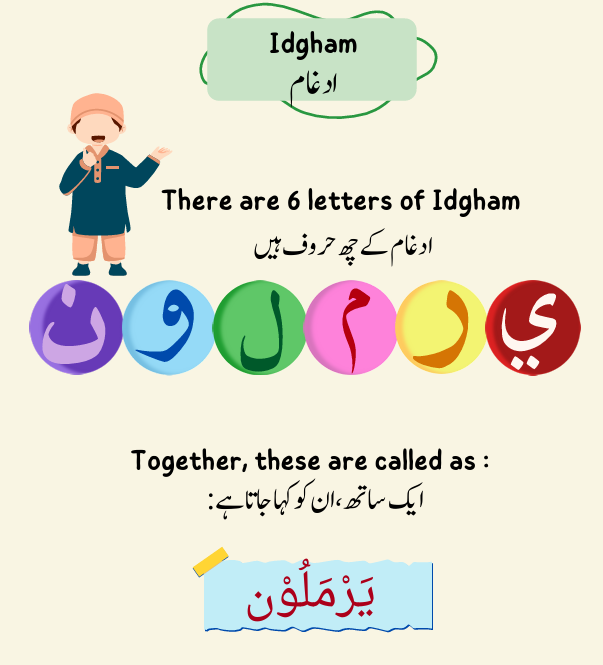 Idgham
ادغام
There are 6 letters of Idgham
ادغام کے چھ حروف ہیں
ي ر م ل و ن
Together, these are called as :
ایک ساتھ، ان کو کہا جاتا ہے:
يَرْمَلُوْن